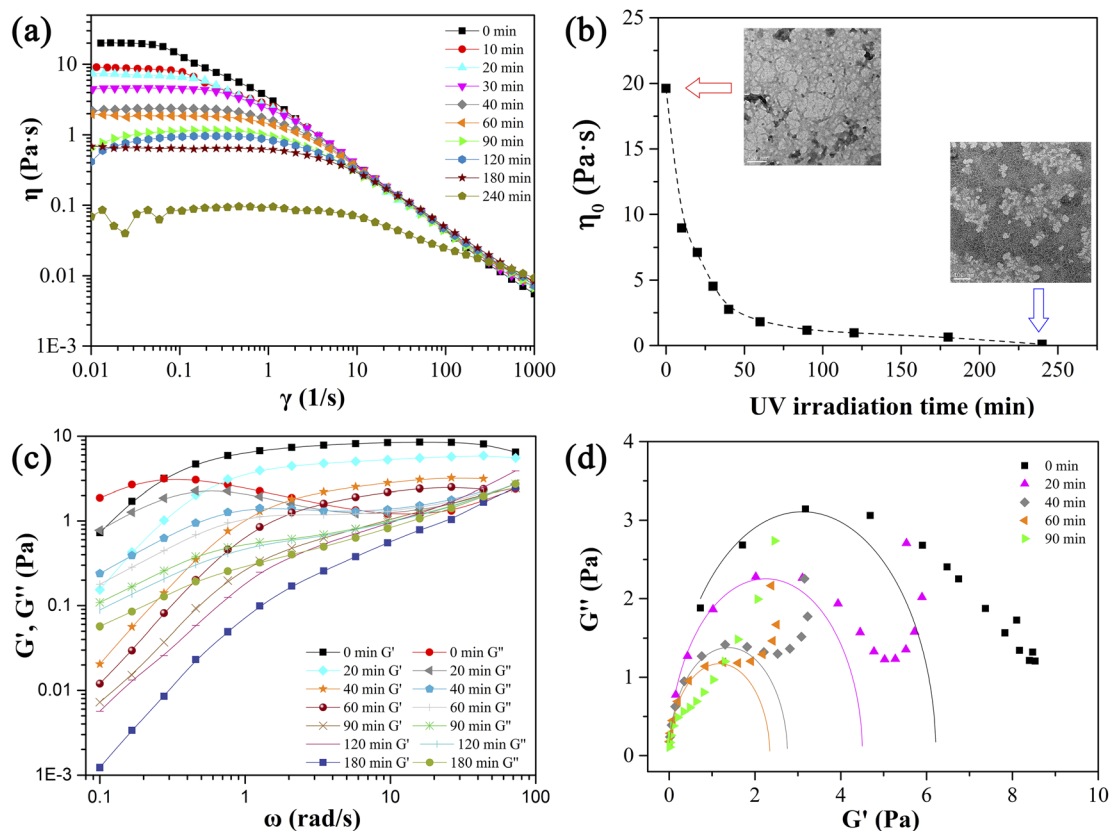 (a)
η (Pa·s)
10
1
0.1
0.01
1E-3
0.01
0.1
1
10
100
1000
γ (1/s)
0 min
10 min
20 min
30 min
40 min
60 min
90 min
120 min
180 min
240 min
(b)
η0 (Pa·s)
25
20
15
10
5
0
0
50
100
150
200
250
UV irradiation time (min)
(c)
G', G'' (Pa)
10
1
0.1
0.01
1E-3
0.1
1
10
100
ω (rad/s)
0 min G' 0 min G''
20 min G' 20 min G''
40 min G' 40 min G''
60 min G' 60 min G''
90 min G' 90 min G''
120 min G' 120 min G''
180 min G' 180 min G''
(d)
G'' (Pa)
4
3
2
1
0
0
2
4
6
8
10
G' (Pa)
0 min
20 min
40 min
60 min
90 min